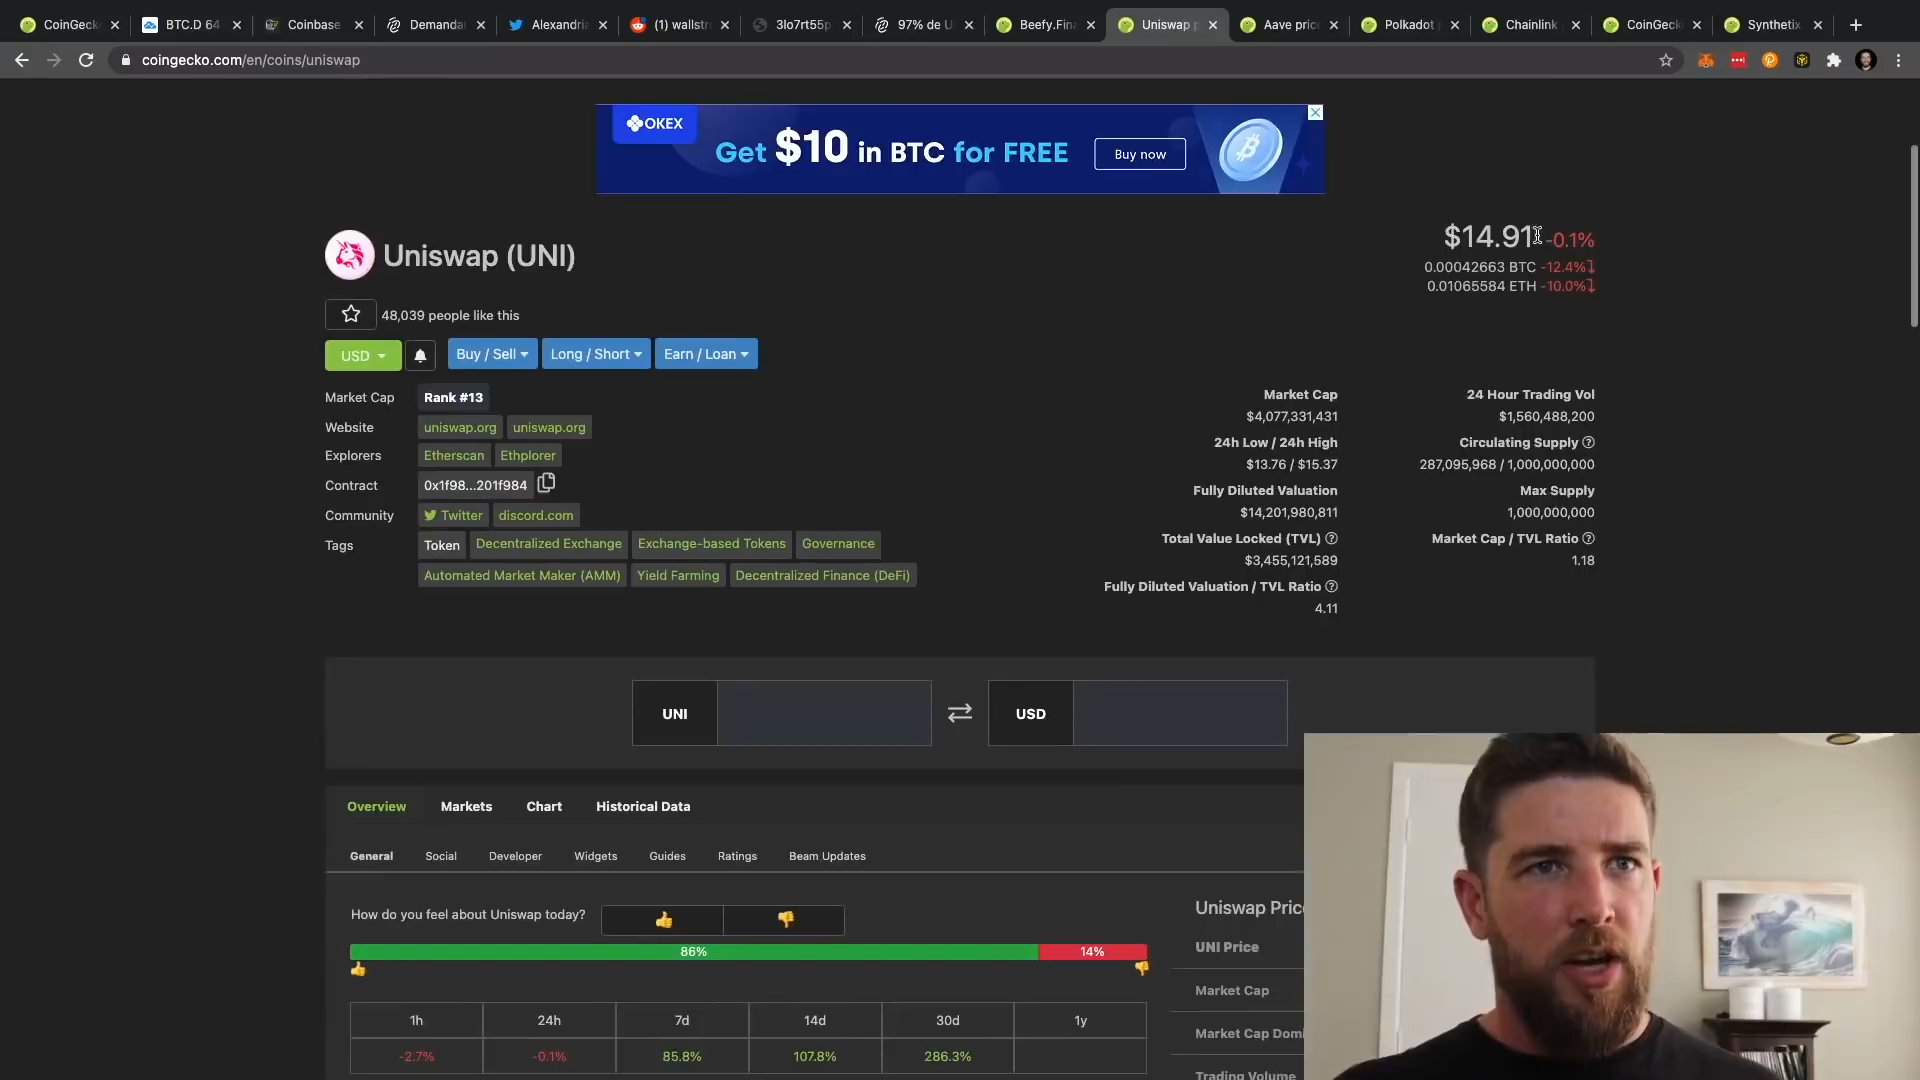 CoinGeck
BTC.D 64
Coinbase
Demanda
Alexandria
(1) wallstr
3lo7rt55p
97% de U
Beefy.Fin
Uniswap p
Aave pric
Polkadot
Chainlink
CoinGeck
Synthetix
coingecko.com/en/coins/uniswap
OKEX
Get $10 in BTC for FREE
Buy now
Uniswap (UNI)
$14.91 -0.1%
0.00042663 BTC -12.4%
0.01065584 ETH -10.0%
48,039 people like this
USD
Buy / Sell
Long / Short
Earn / Loan
Market Cap Rank #13
Website uniswap.org uniswap.org
Explorers Etherscan Ethplorer
Contract 0x1f98...201f984
Community Twitter discord.com
Tags Token Decentralized Exchange Exchange-based Tokens Governance
Automated Market Maker (AMM) Yield Farming Decentralized Finance (DeFi)
Market Cap
$4,077,331,431
24h Low / 24h High
$13.76 / $15.37
Fully Diluted Valuation
$14,201,980,811
Total Value Locked (TVL)
$3,455,121,589
Fully Diluted Valuation / TVL Ratio
4.11
24 Hour Trading Vol
$1,560,488,200
Circulating Supply
287,095,968 / 1,000,000,000
Max Supply
1,000,000,000
Market Cap / TVL Ratio
1.18
UNI
USD
Overview Markets Chart Historical Data
General Social Developer Widgets Guides Ratings Beam Updates
How do you feel about Uniswap today?
86% 14%
1h 24h 7d 14d 30d 1y
-2.7% -0.1% 85.8% 107.8% 286.3%
Uniswap Pric
UNI Price
Market Cap
Market Cap Domi
Trading Volume